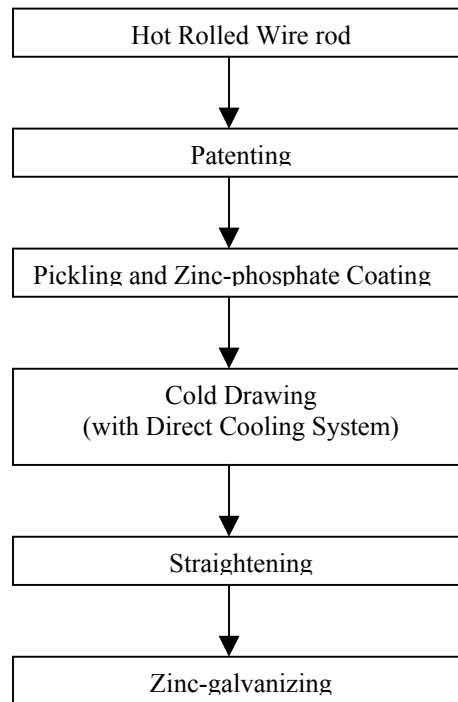 Hot Rolled Wire rod
Patenting
Pickling and Zinc-phosphate Coating
Cold Drawing
(with Direct Cooling System)
Straightening
Zinc-galvanizing